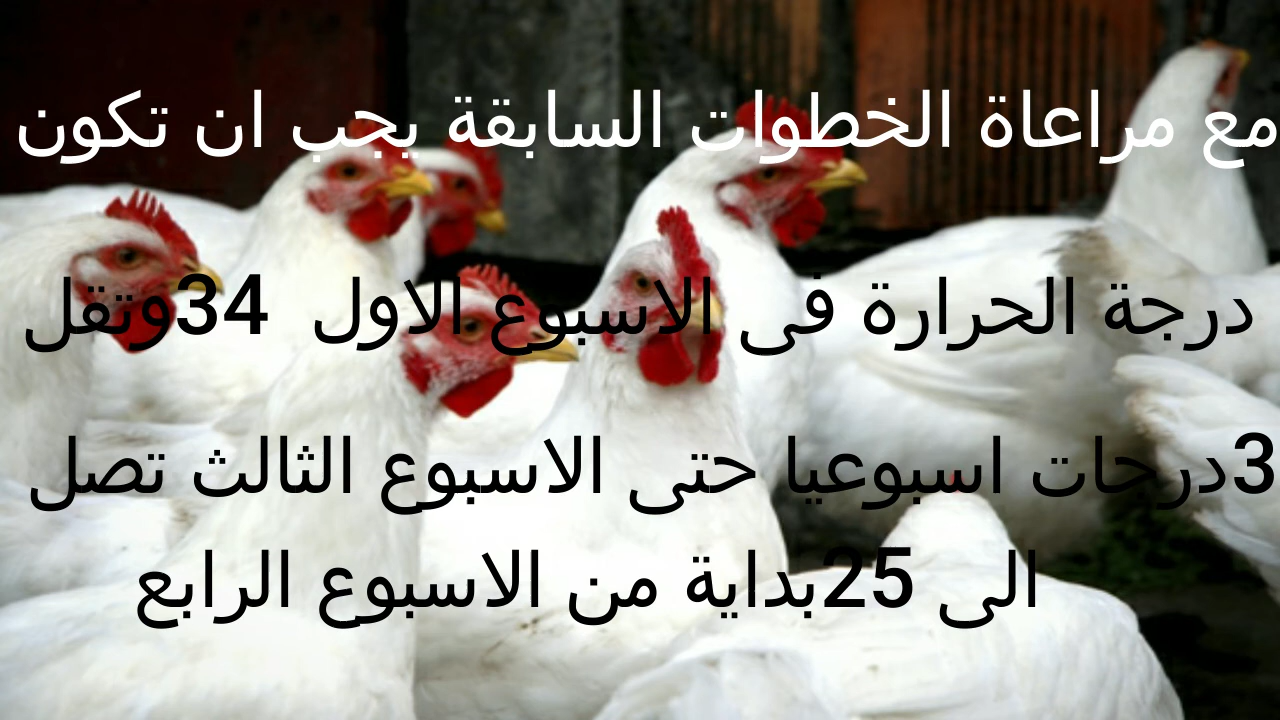 مع مراعاة الخطوات السابقة يجب ان تكون
درجة الحرارة فى الاسبوع الاول 34وتقل
3درحات اسبوعيا حتى الاسبوع الثالث تصل
الى 25بداية من الاسبوع الرابع